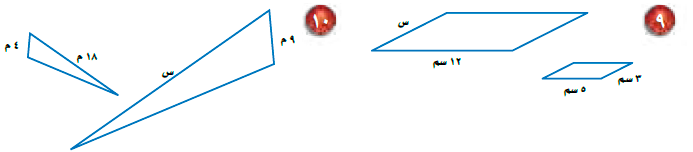 ٩
س
١٢ سم
٣ سم
٥ سم
١٠
٩ م
س
١٨ م
٤ م